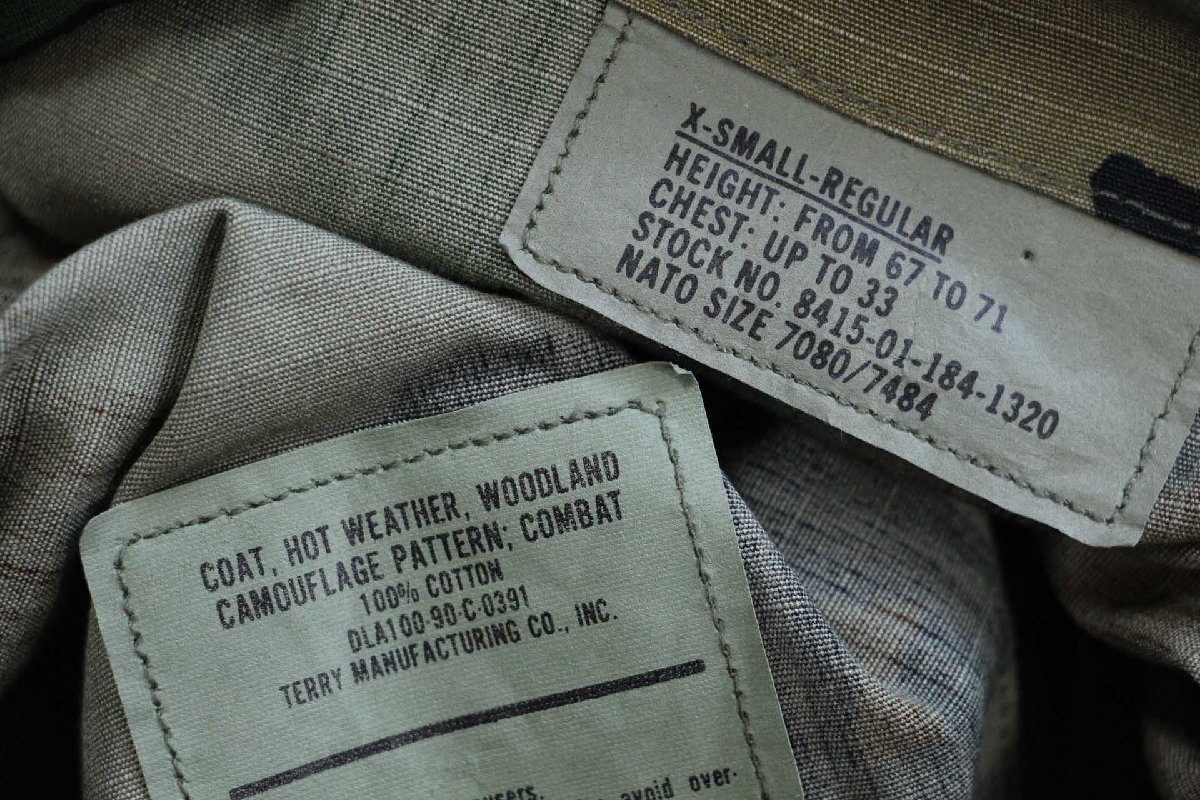 X-SMALL-REGULAR
HEIGHT: FROM 67 TO 71
CHEST: UP TO 33
STOCK NO. 8415-01-184-1320
NATO SIZE 7080/7484
COAT, HOT WEATHER, WOODLAND
CAMOUFLAGE PATTERN; COMBAT
100% COTTON
DLA100-90-C-0391
TERRY MANUFACTURING CO., INC.
avoid over-